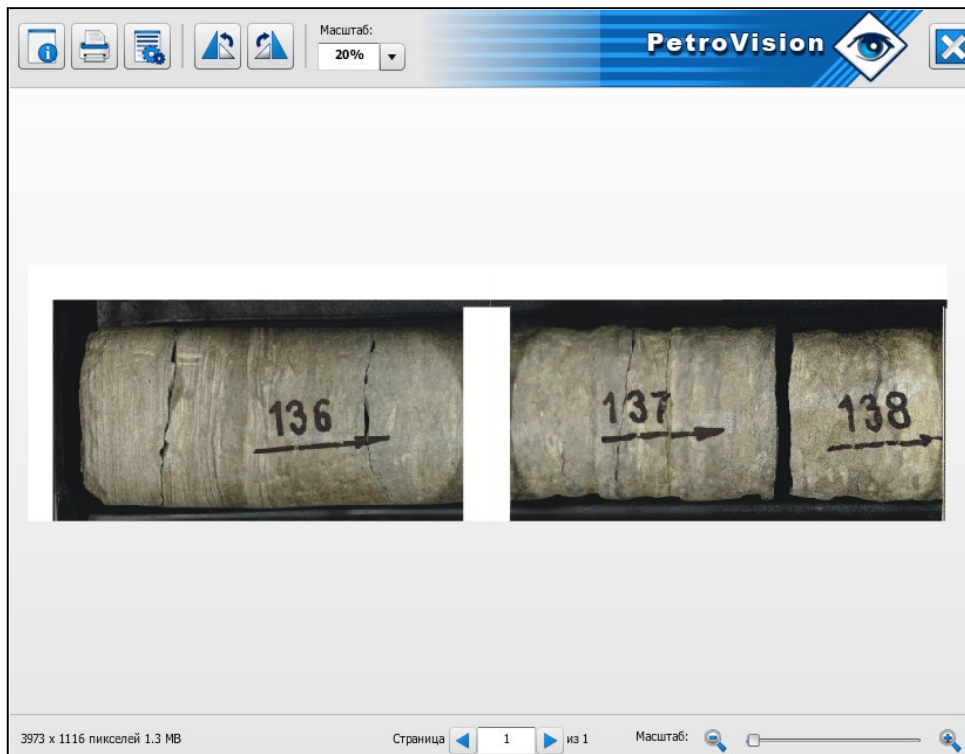 Масштаб:
20%
PetroVision
136
137
138
3973 x 1116 пикселей 1.3 MB
Страница 1 из 1
Масштаб: